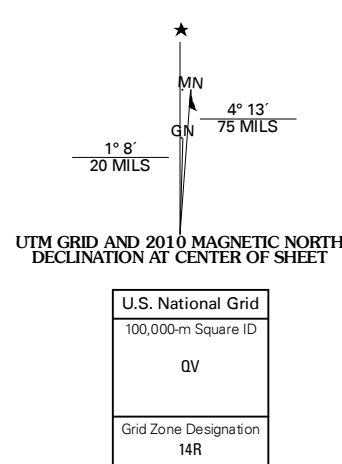 MN
4° 13´
75 MILS
GN
1° 8´
20 MILS
UTM GRID AND 2010 MAGNETIC NORTH
DECLINATION AT CENTER OF SHEET
U.S. National Grid
100,000-m Square ID
QV
Grid Zone Designation
14R